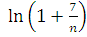 ln(1 + 7/n)